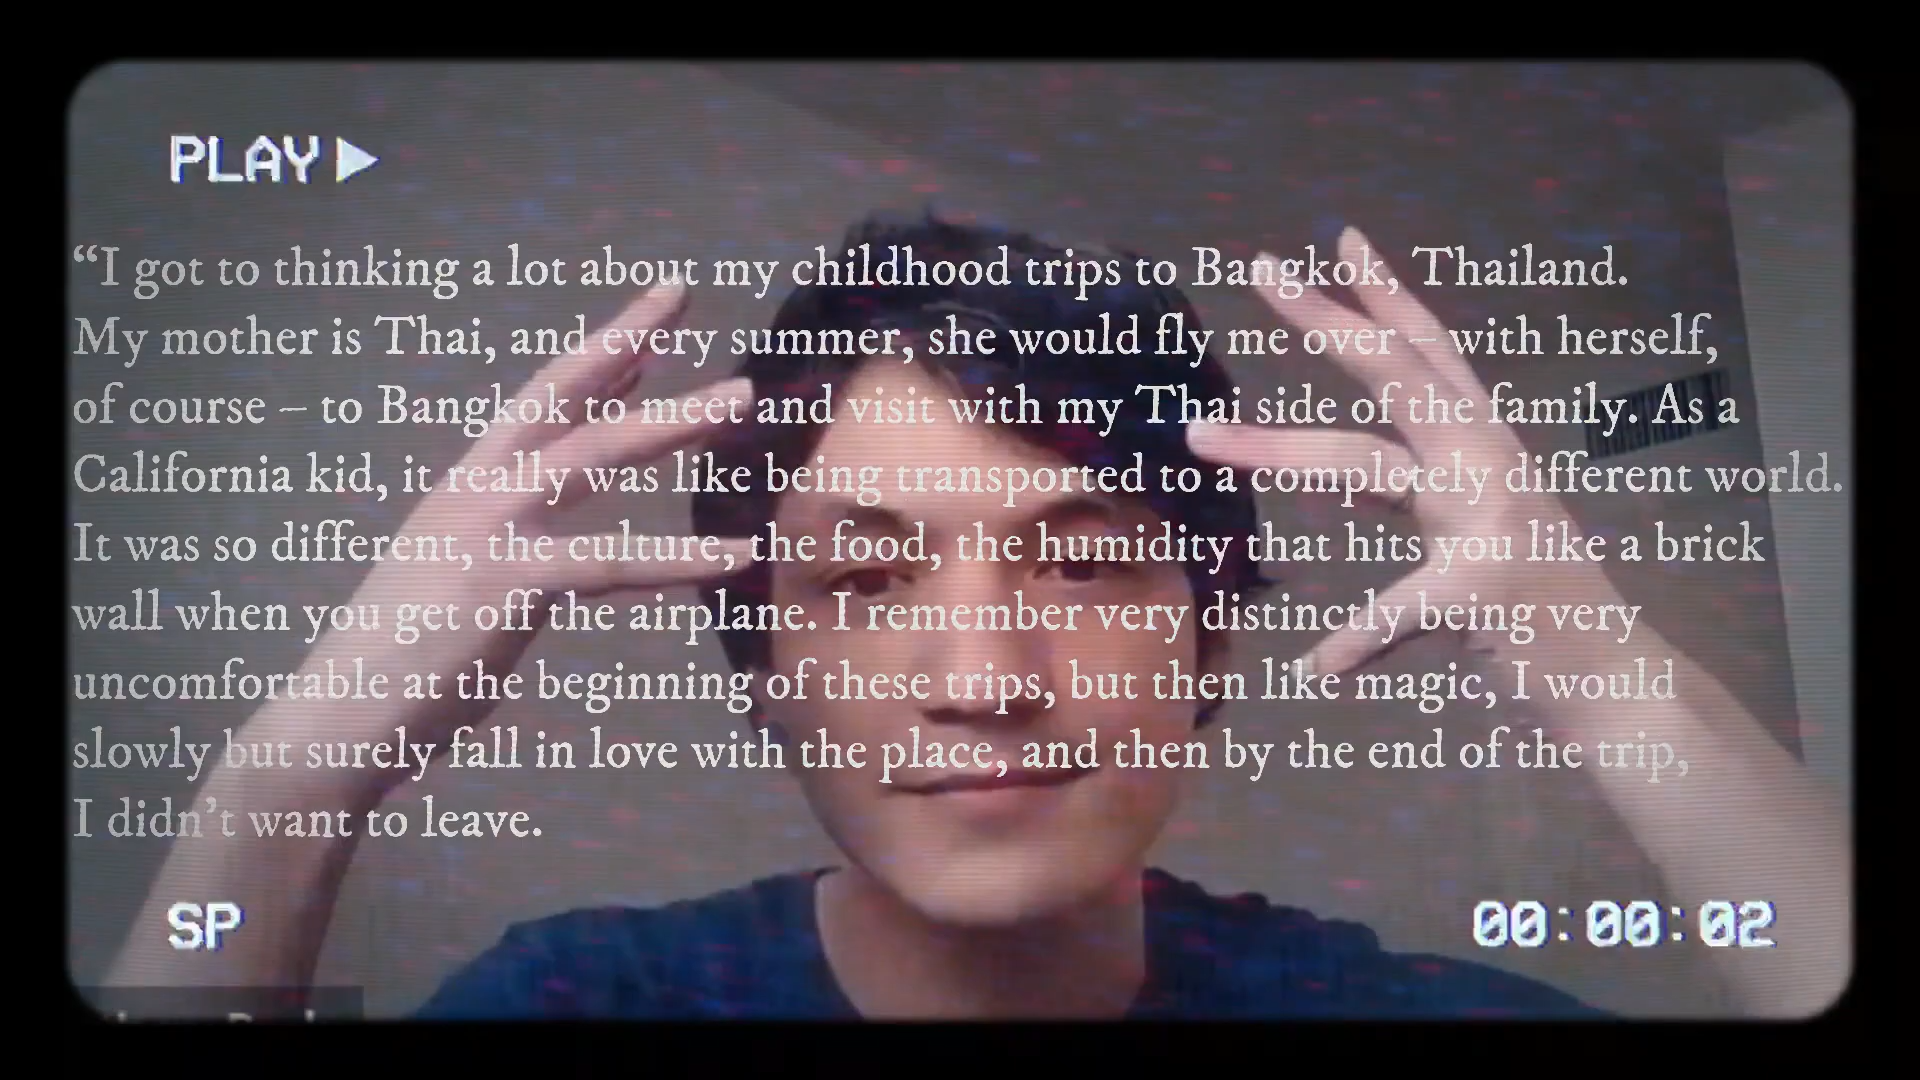 PLAY
“I got to thinking a lot about my childhood trips to Bangkok, Thailand.
My mother is Thai, and every summer, she would fly me over – with herself,
of course – to Bangkok to meet and visit with my Thai side of the family. As a
California kid, it really was like being transported to a completely different world.
It was so different, the culture, the food, the humidity that hits you like a brick
wall when you get off the airplane. I remember very distinctly being very
uncomfortable at the beginning of these trips, but then like magic, I would
slowly but surely fall in love with the place, and then by the end of the trip,
I didn’t want to leave.
SP
00:00:02